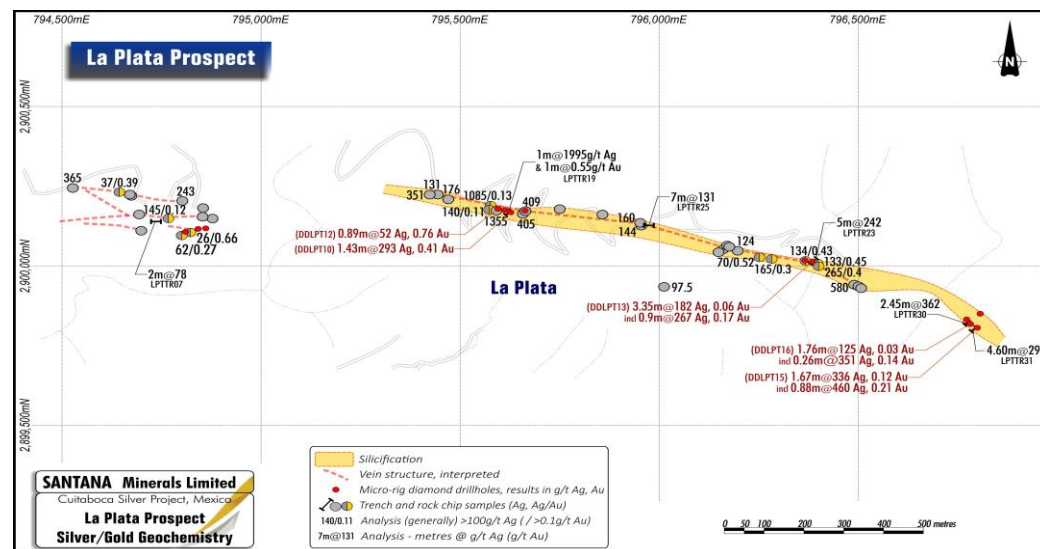 794,500mE
795,000mE
795,500mE
796,000mE
796,500mE
La Plata Prospect
N
2,900,500mN
2,900,000mN
2,899,500mN
365
37/0.39
243
145/0.12
26/0.66
62/0.27
2m@78
LPTTR07
1m@1995g/t Ag
& 1m@0.55g/t Au
LPTTR19
131
351
176
1085/0.13
409
140/0.11
1355
405
(DDLPT12) 0.89m@52 Ag, 0.76 Au
(DDLPT10) 1.43m@293 Ag, 0.41 Au
7m@131
LPTTR25
160
144
5m@242
LPTTR23
124
134/0.43
70/0.52
133/0.45
165/0.3
265/0.4
580
97.5
La Plata
(DDLPT13) 3.35m@182 Ag, 0.06 Au
incl 0.9m@267 Ag, 0.17 Au
2.45m@362
LPTTR30
4.60m@29
LPTTR31
(DDLPT16) 1.76m@125 Ag, 0.03 Au
incl 0.26m@351 Ag, 0.14 Au
(DDLPT15) 1.67m@336 Ag, 0.12 Au
incl 0.88m@460 Ag, 0.21 Au
SANTANA Minerals Limited
Cuitaboca Silver Project, Mexico
La Plata Prospect
Silver/Gold Geochemistry
Silicification
Vein structure, interpreted
Micro-rig diamond drillholes, results in g/t Ag, Au
Trench and rock chip samples (Ag, Ag/Au)
140/0.11 Analysis (generally) >100g/t Ag ( / >0.1g/t Au)
7m@131 Analysis - metres @ g/t Ag (g/t Au)
0 50 100 200 300 400 500 metres